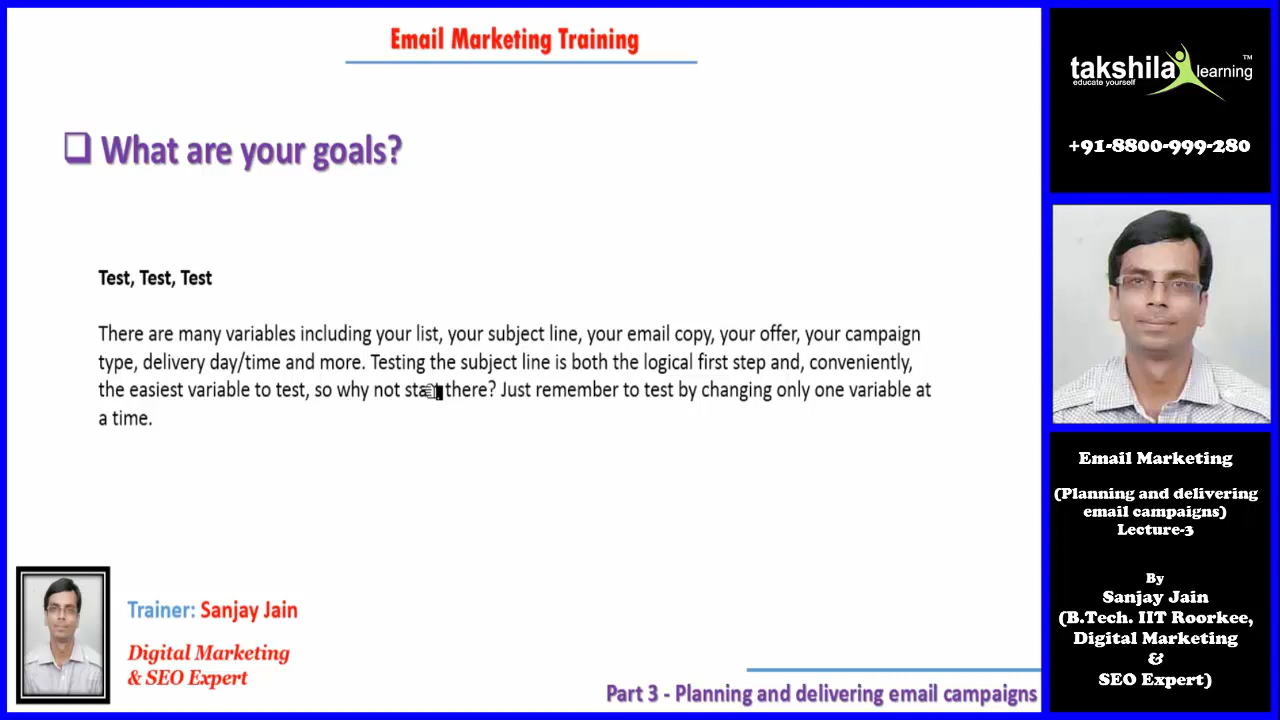 Email Marketing Training
What are your goals?
Test, Test, Test
There are many variables including your list, your subject line, your email copy, your offer, your campaign
type, delivery day/time and more. Testing the subject line is both the logical first step and, conveniently,
the easiest variable to test, so why not start there? Just remember to test by changing only one variable at
a time.
Trainer: Sanjay Jain
Digital Marketing
& SEO Expert
Part 3 - Planning and delivering email campaigns
takshila learning TM
educate yourself
+91-8800-999-280
Email Marketing
(Planning and delivering
email campaigns)
Lecture-3
By
Sanjay Jain
(B.Tech. IIT Roorkee,
Digital Marketing
&
SEO Expert)